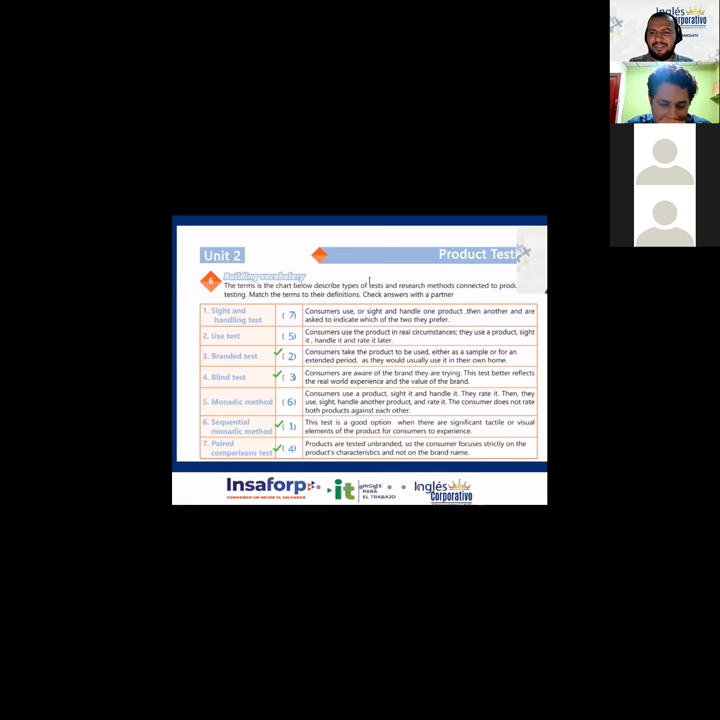 Inglés
Corporativo
Unit 2
Product Testi
6
Building vocabulary
The terms is the chart below describe types of tests and research methods connected to produ
testing. Match the terms to their definitions. Check answers with a partner
1. Sight and handling test
(7)
Consumers use, or sight and handle one product ,then another and are
asked to indicate which of the two they prefer.
2. Use test
(5)
Consumers use the product in real circumstances; they use a product, sight
it , handle it and rate it later.
3. Branded test
(2)
Consumers take the product to be used, either as a sample or for an
extended period, as they would usually use it in their own home.
4. Blind test
(3)
Consumers are aware of the brand they are trying. This test better reflects
the real world experience and the value of the brand.
5. Monadic method
(6)
Consumers use a product, sight it and handle it. They rate it. Then, they
use, sight, handle another product, and rate it. The consumer does not rate
both products against each other.
6. Sequential
monadic method
(1)
This test is a good option when there are significant tactile or visual
elements of the product for consumers to experience.
7. Paired
comparisons test
(4)
Products are tested unbranded, so the consumer focuses strictly on the
product's characteristics and not on the brand name.
Insaforp
FORMANDO UN MEJOR EL SALVADOR
it
INGLÉS
PARA
EL TRABAJO
Inglés
Corporativo